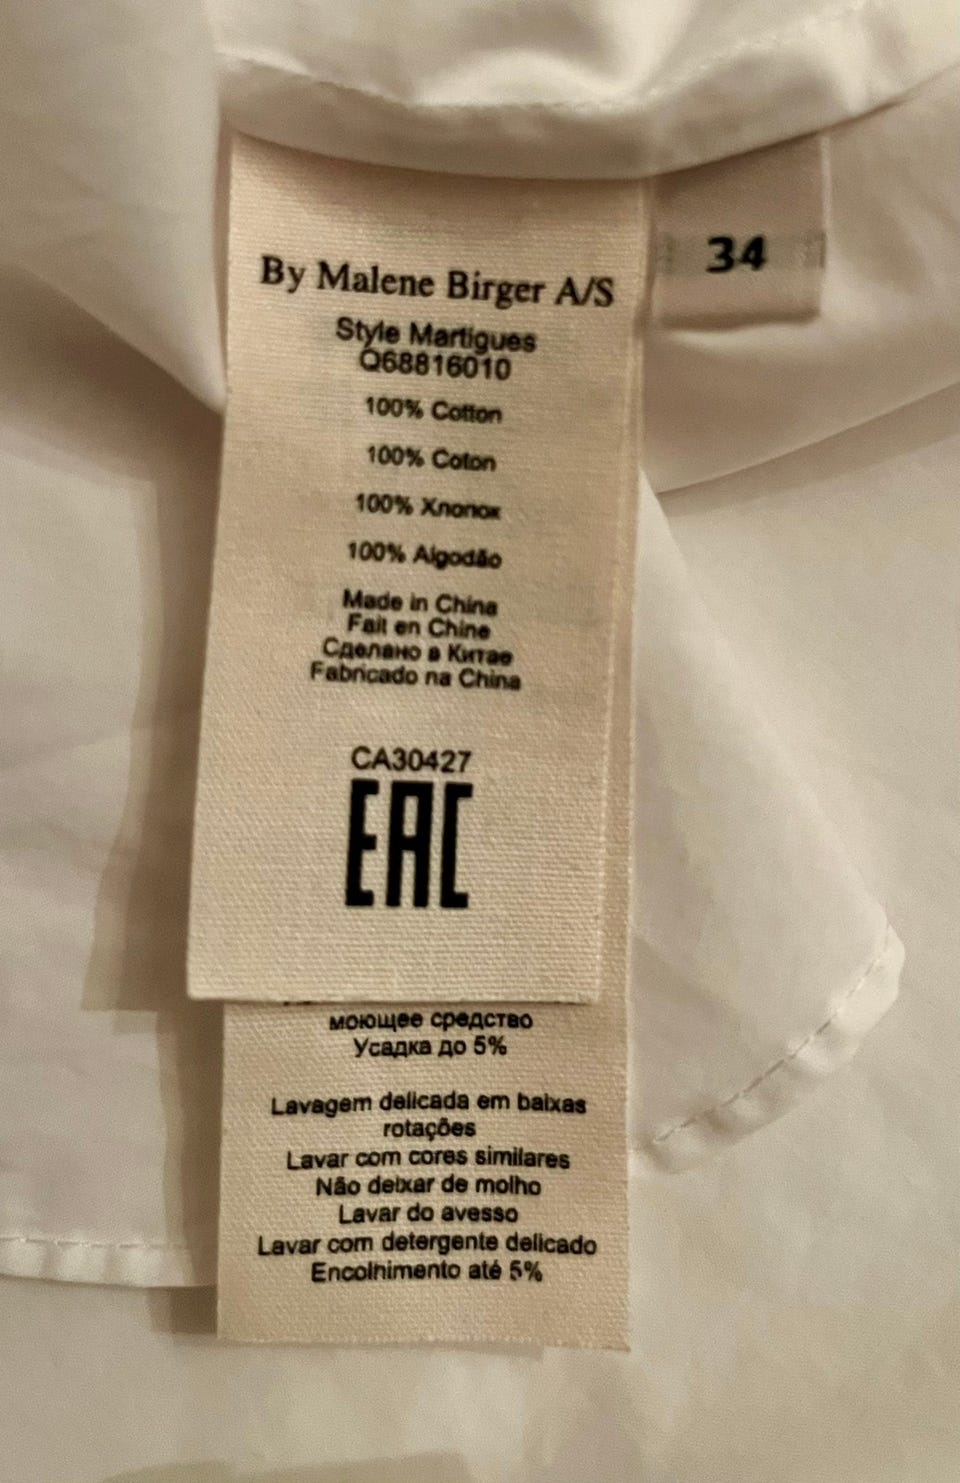 By Malene Birger A/S
34
Style Martigues
Q68816010
100% Cotton
100% Coton
100% Хлопок
100% Algodão
Made in China
Fait en Chine
Сделано в Китае
Fabricado na China
CA30427
EAC
моющее средство
Усадка до 5%
Lavagem delicada em baixas
rotações
Lavar com cores similares
Não deixar de molho
Lavar do avesso
Lavar com detergente delicado
Encolhimento até 5%